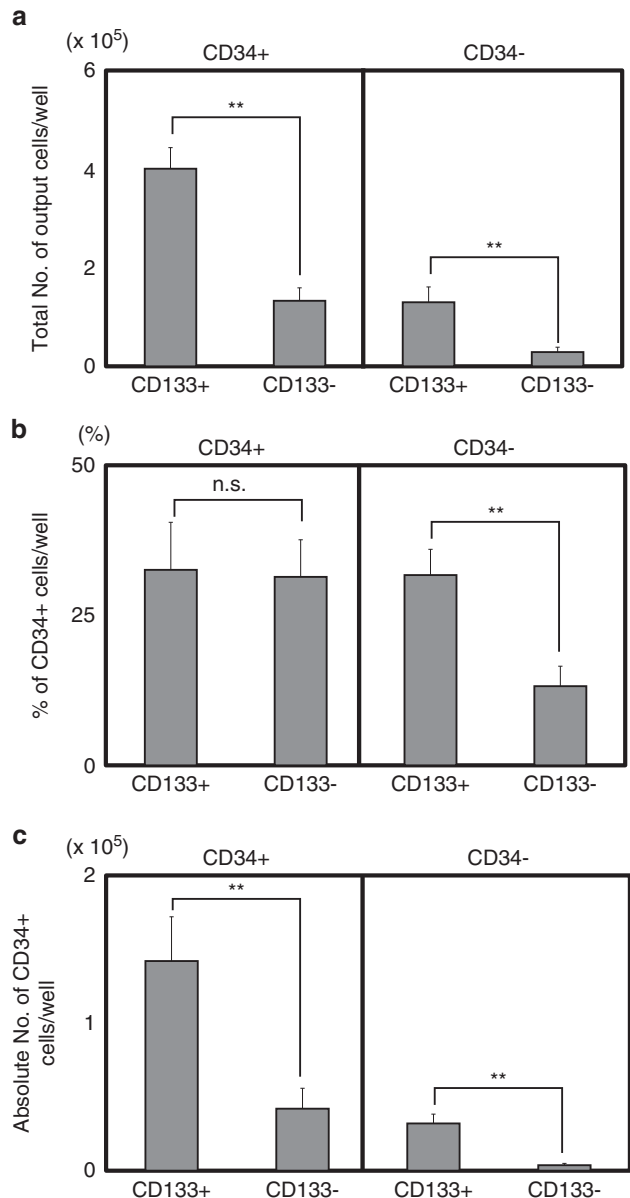 a
(x 10⁵)
CD34+ CD34-
Total No. of output cells/well
6
4
2
0
**
**
CD133+ CD133- CD133+ CD133-
b
(%)
CD34+ CD34-
% of CD34+ cells/well
50
25
0
n.s.
**
CD133+ CD133- CD133+ CD133-
c
(x 10⁵)
CD34+ CD34-
Absolute No. of CD34+
cells/well
2
1
0
**
**
CD133+ CD133- CD133+ CD133-